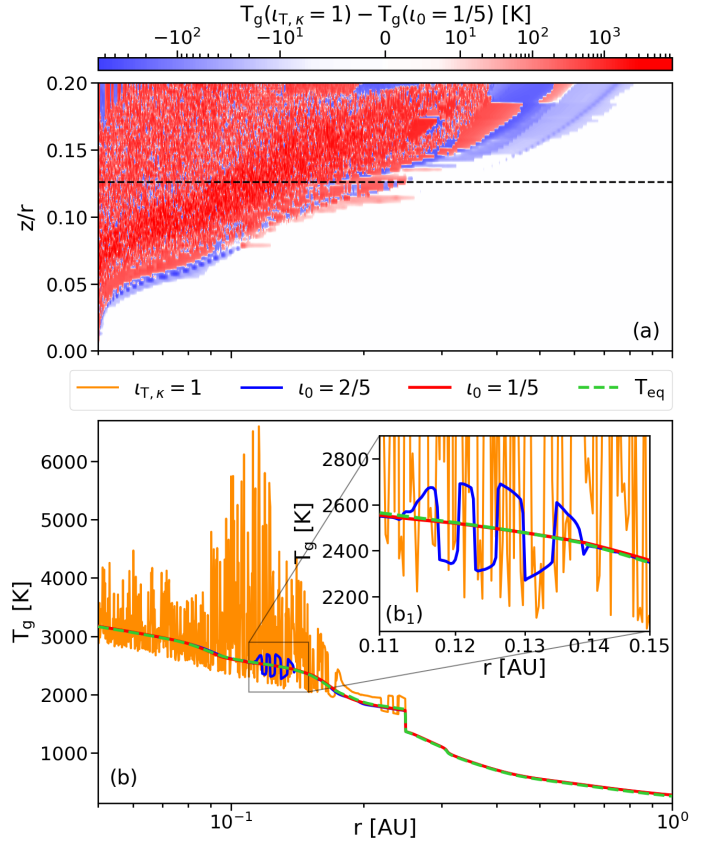 T_g(ι_T,κ = 1) − T_g(ι_0 = 1/5) [K]
−10^2 −10^1 0 10^1 10^2 10^3
0.20
0.15
z/r
0.10
0.05
(a)
0.00
ι_T,κ = 1 ι_0 = 2/5 ι_0 = 1/5 T_eq
6000
5000
4000
T_g [K]
3000
2000
1000
2800
2600
T_g [K]
2400
2200
(b_1)
0.11 0.12 0.13 0.14 0.15
r [AU]
(b)
10^−1 10^0
r [AU]